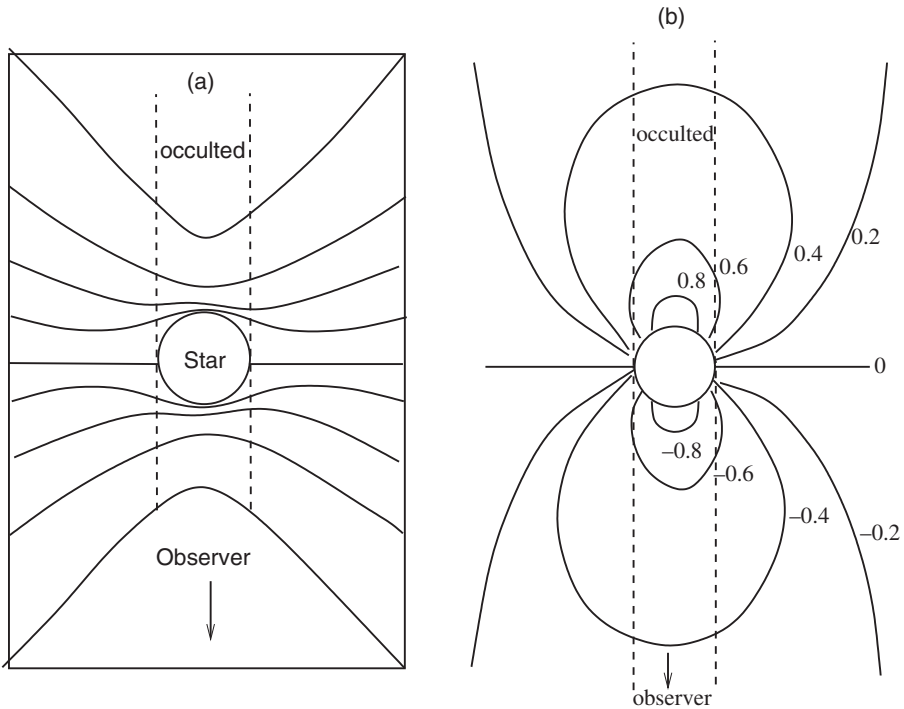 (a)
occulted
Star
Observer
(b)
occulted
0.2
0.6
0.4
0.8
0
–0.8
–0.6
–0.4
–0.2
observer